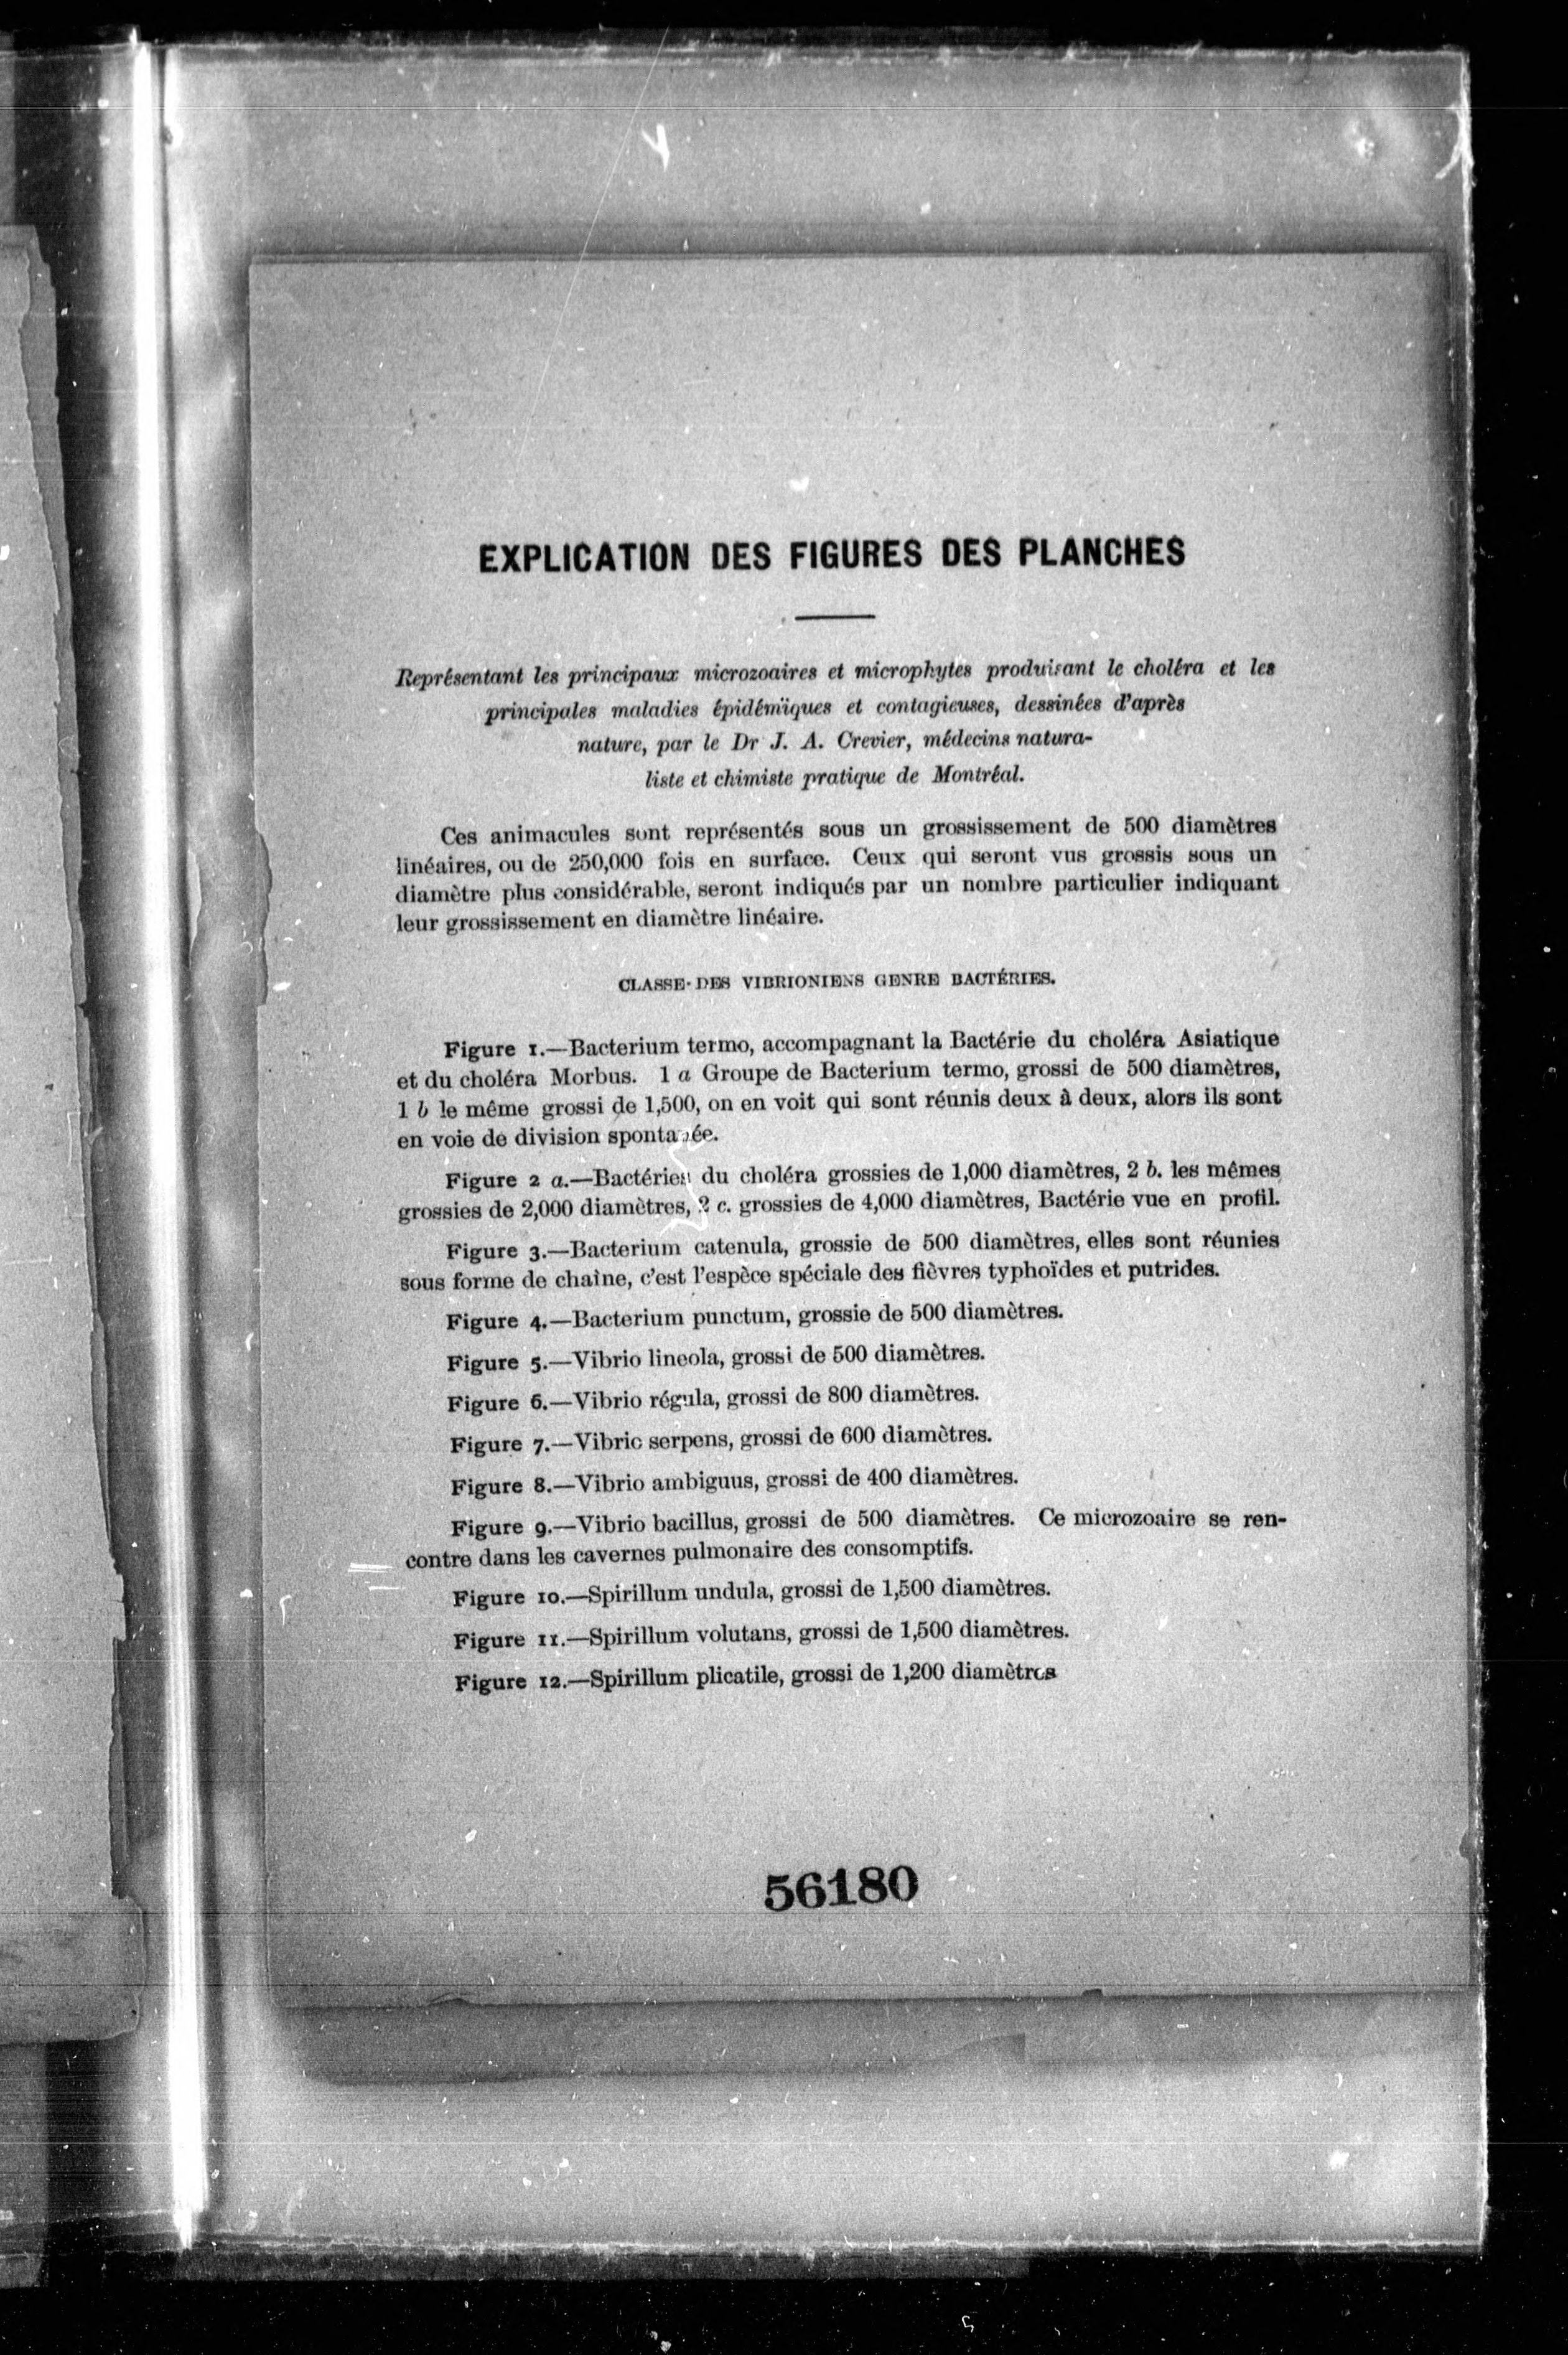 EXPLICATION DES FIGURES DES PLANCHES
Représentant les principaux microzoaires et microphytes produisant le choléra et les
principales maladies épidémïques et contagieuses, dessinées d'après
nature, par le Dr J. A. Crevier, médecins natura-
liste et chimiste pratique de Montréal.
Ces animacules sont représentés sous un grossissement de 500 diamètres
linéaires, ou de 250,000 fois en surface. Ceux qui seront vus grossis sous un
diamètre plus considérable, seront indiqués par un nombre particulier indiquant
leur grossissement en diamètre linéaire.
CLASSE DES VIBRIONIENS GENRE BACTÉRIES.
Figure 1.—Bacterium termo, accompagnant la Bactérie du choléra Asiatique
et du choléra Morbus. 1 a Groupe de Bacterium termo, grossi de 500 diamètres,
1 b le même grossi de 1,500, on en voit qui sont réunis deux à deux, alors ils sont
en voie de division spontanée.
Figure 2 a.—Bactéries du choléra grossies de 1,000 diamètres, 2 b. les mêmes
grossies de 2,000 diamètres, 2 c. grossies de 4,000 diamètres, Bactérie vue en profil.
Figure 3.—Bacterium catenula, grossie de 500 diamètres, elles sont réunies
sous forme de chaîne, c'est l'espèce spéciale des fièvres typhoïdes et putrides.
Figure 4.—Bacterium punctum, grossie de 500 diamètres.
Figure 5.—Vibrio lineola, grossi de 500 diamètres.
Figure 6.—Vibrio régula, grossi de 800 diamètres.
Figure 7.—Vibrio serpens, grossi de 600 diamètres.
Figure 8.—Vibrio ambiguus, grossi de 400 diamètres.
Figure 9.—Vibrio bacillus, grossi de 500 diamètres. Ce microzoaire se ren-
contre dans les cavernes pulmonaire des consomptifs.
Figure 10.—Spirillum undula, grossi de 1,500 diamètres.
Figure 11.—Spirillum volutans, grossi de 1,500 diamètres.
Figure 12.—Spirillum plicatile, grossi de 1,200 diamètres
56180